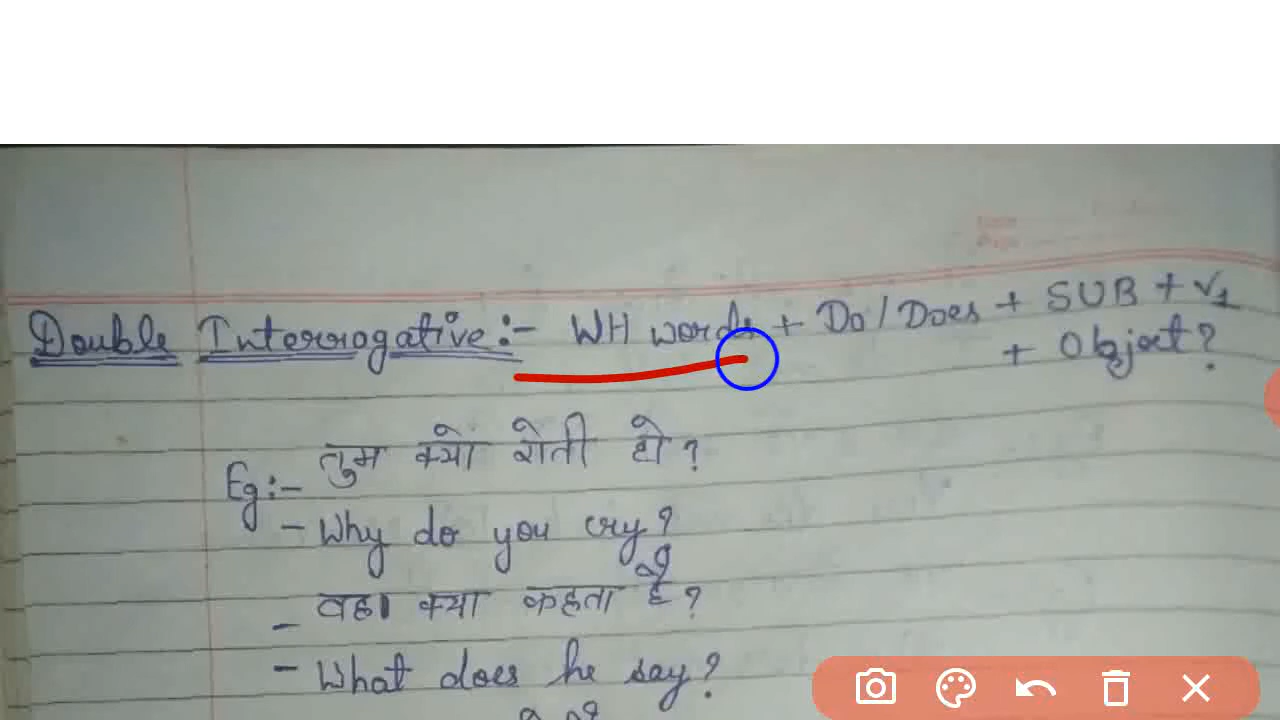 Double Interrogative:- WH words + Do/Does + SUB + V1
+ Object?
Eg:- तुम क्यो रोती हो?
- Why do you cry?
- वह। क्या कहता है?
- What does he say?